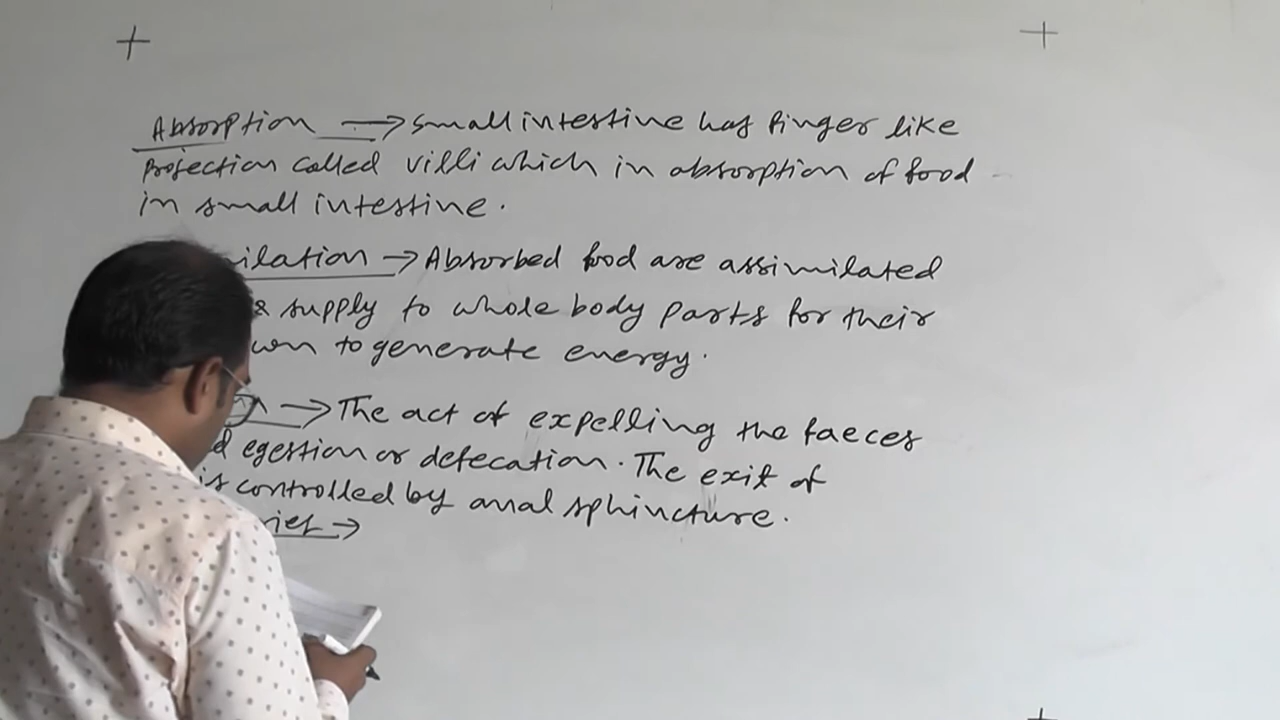 Absorption → Small intestine has finger like
Projection called villi which in absorption of food
in small intestine.
ilation → Absorbed food are assimilated
& supply to whole body parts for their
own to generate energy.
→ The act of expelling the faeces
d egestion or defecation. The exit of
is controlled by anal sphincture.
rief →